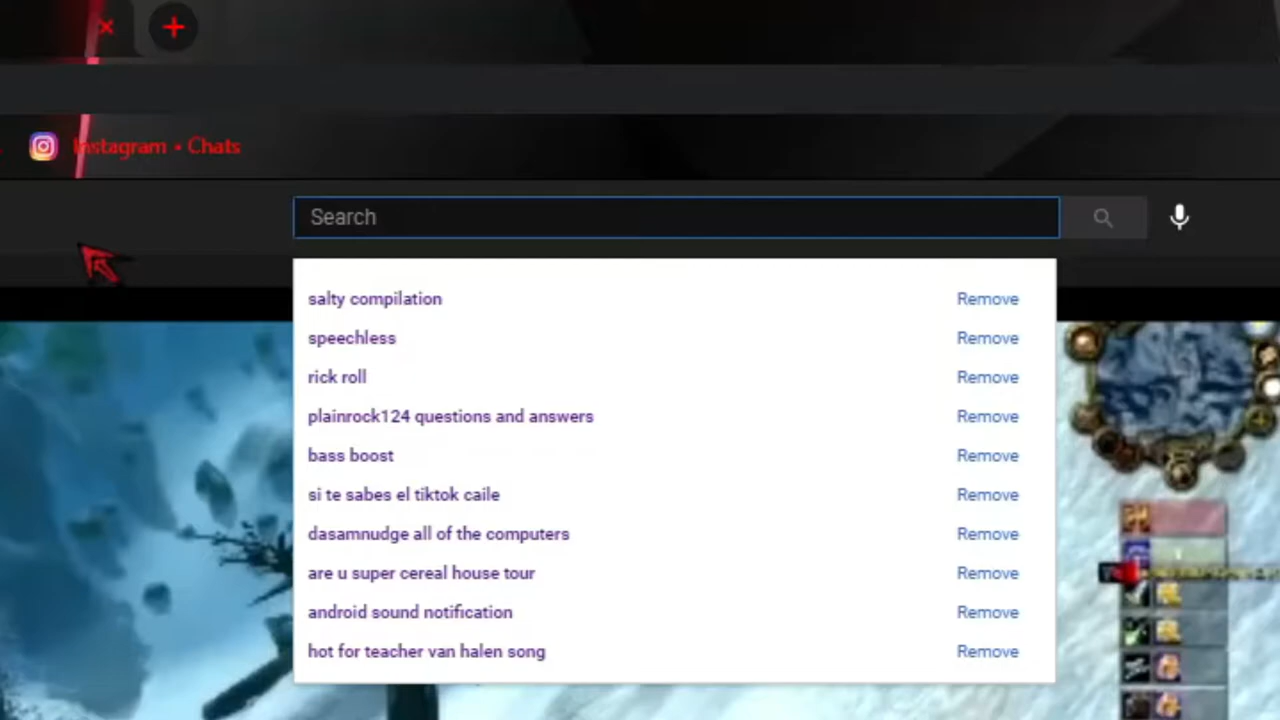 Instagram • Chats
Search
salty compilation Remove
speechless Remove
rick roll Remove
plainrock124 questions and answers Remove
bass boost Remove
si te sabes el tiktok caile Remove
dasamnudge all of the computers Remove
are u super cereal house tour Remove
android sound notification Remove
hot for teacher van halen song Remove